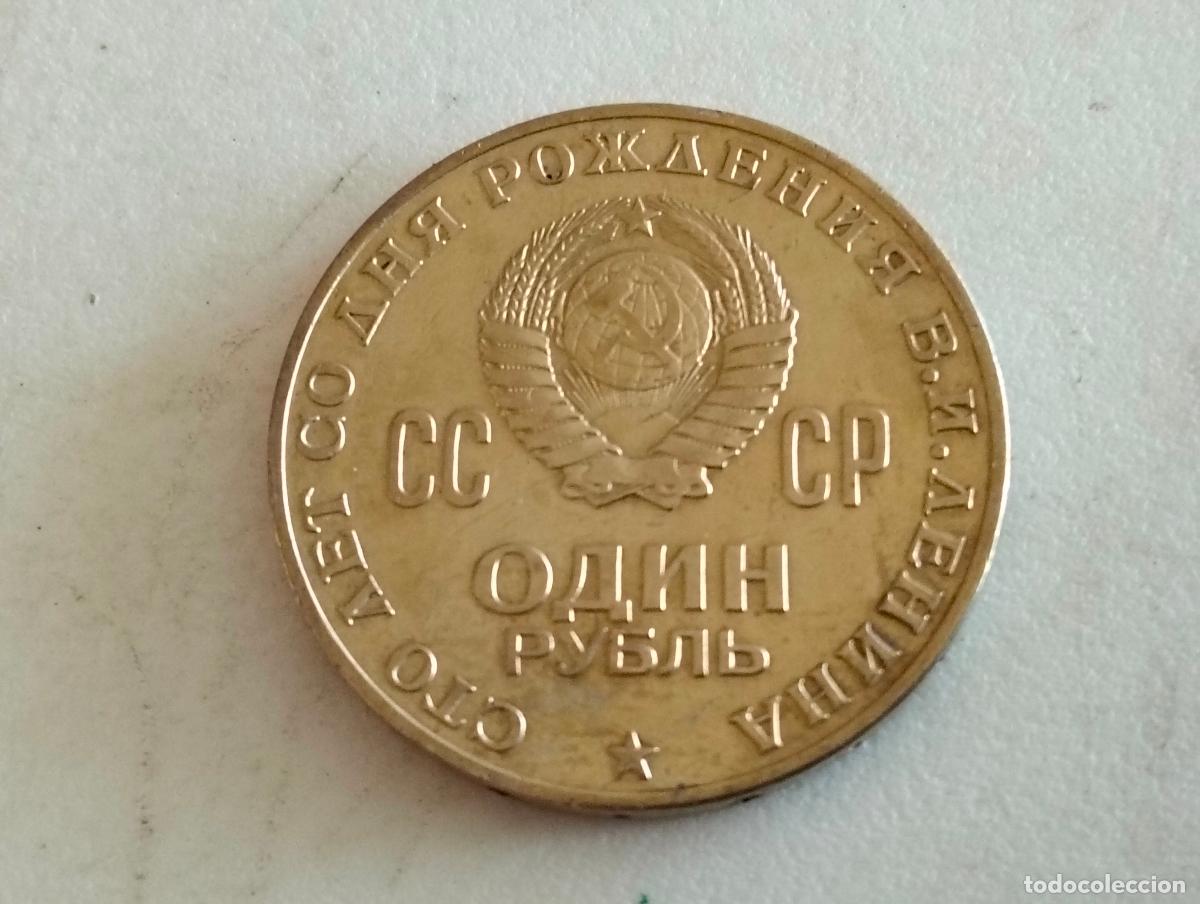 СТО ЛЕТ СО ДНЯ РОЖДЕНИЯ В.И.ЛЕНИНА
СС СР
ОДИН
РУБЛЬ
todocoleccion